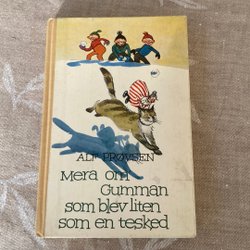 ALF PRØYSEN
Mera om
Gumman
som blev liten
som en tesked